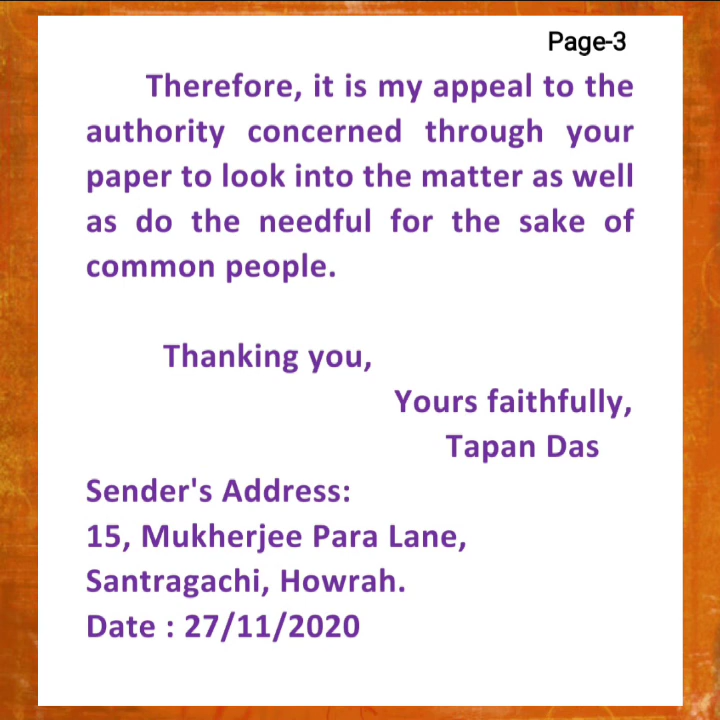 Page-3
Therefore, it is my appeal to the
authority concerned through your
paper to look into the matter as well
as do the needful for the sake of
common people.
Thanking you,
Yours faithfully,
Tapan Das
Sender's Address:
15, Mukherjee Para Lane,
Santragachi, Howrah.
Date : 27/11/2020